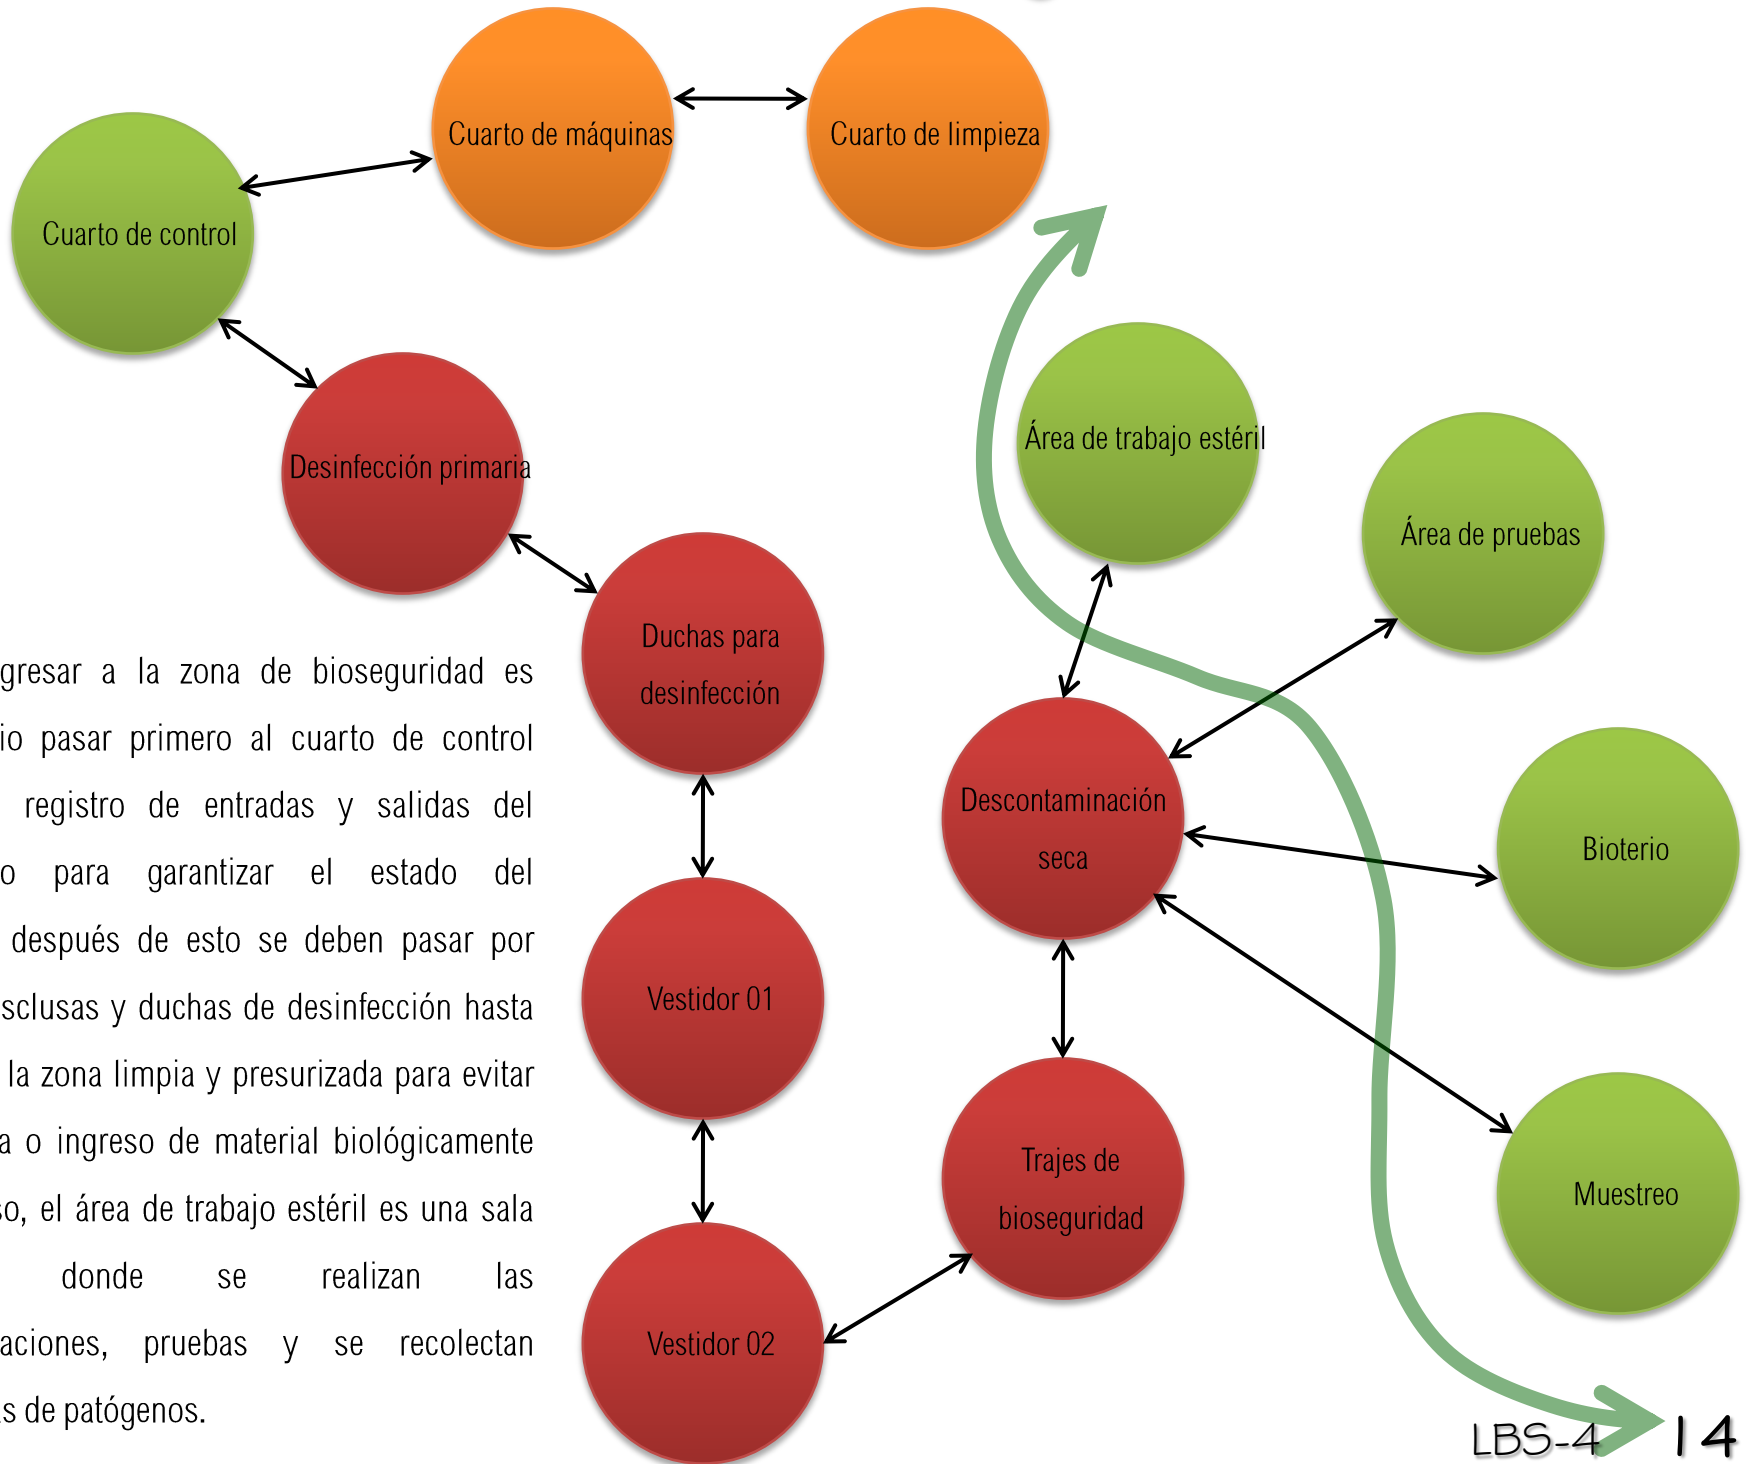 Cuarto de máquinas
Cuarto de limpieza
Cuarto de control
Área de trabajo estéril
Desinfección primaria
Área de pruebas
Duchas para
desinfección
Descontaminación
seca
Bioterio
Vestidor 01
Trajes de
bioseguridad
Muestreo
Vestidor 02
gresar a la zona de bioseguridad es
io pasar primero al cuarto de control
registro de entradas y salidas del
o para garantizar el estado del
después de esto se deben pasar por
sclusas y duchas de desinfección hasta
la zona limpia y presurizada para evitar
a o ingreso de material biológicamente
so, el área de trabajo estéril es una sala
donde se realizan las
aciones, pruebas y se recolectan
as de patógenos.
LBS-4 14